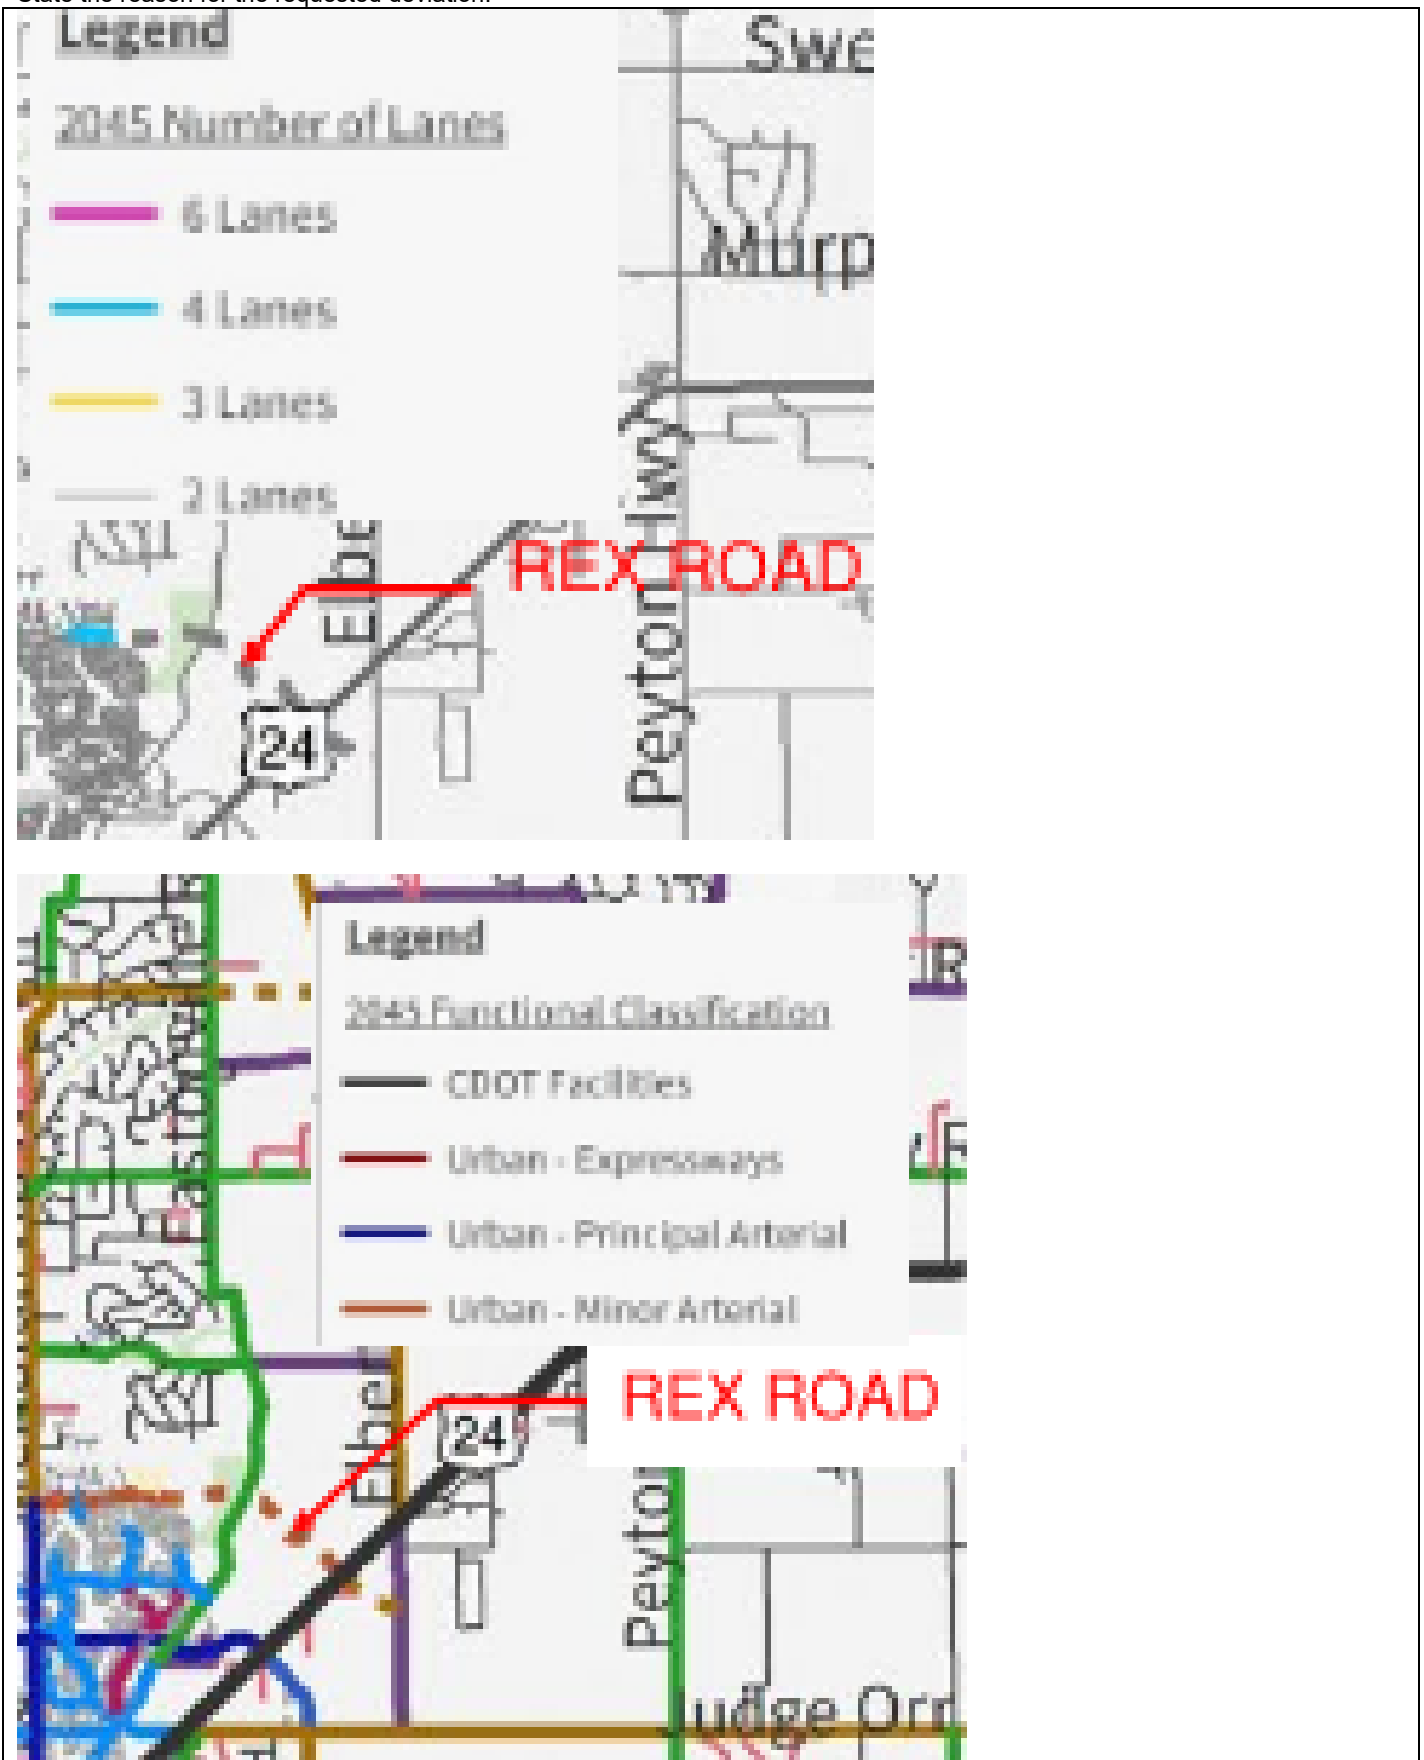 State the reason for the requested deviation.
Legend
2045 Number of Lanes
6 Lanes
4 Lanes
3 Lanes
2 Lanes
Swe
Murp
Peyton Hwy
Elbe
REX ROAD
24
Legend
2045 Functional Classification
CDOT Facilities
Urban - Expressways
Urban - Principal Arterial
Urban - Minor Arterial
Eastonv
R
R
REX ROAD
24
Elber
Peyto
Judge Orr